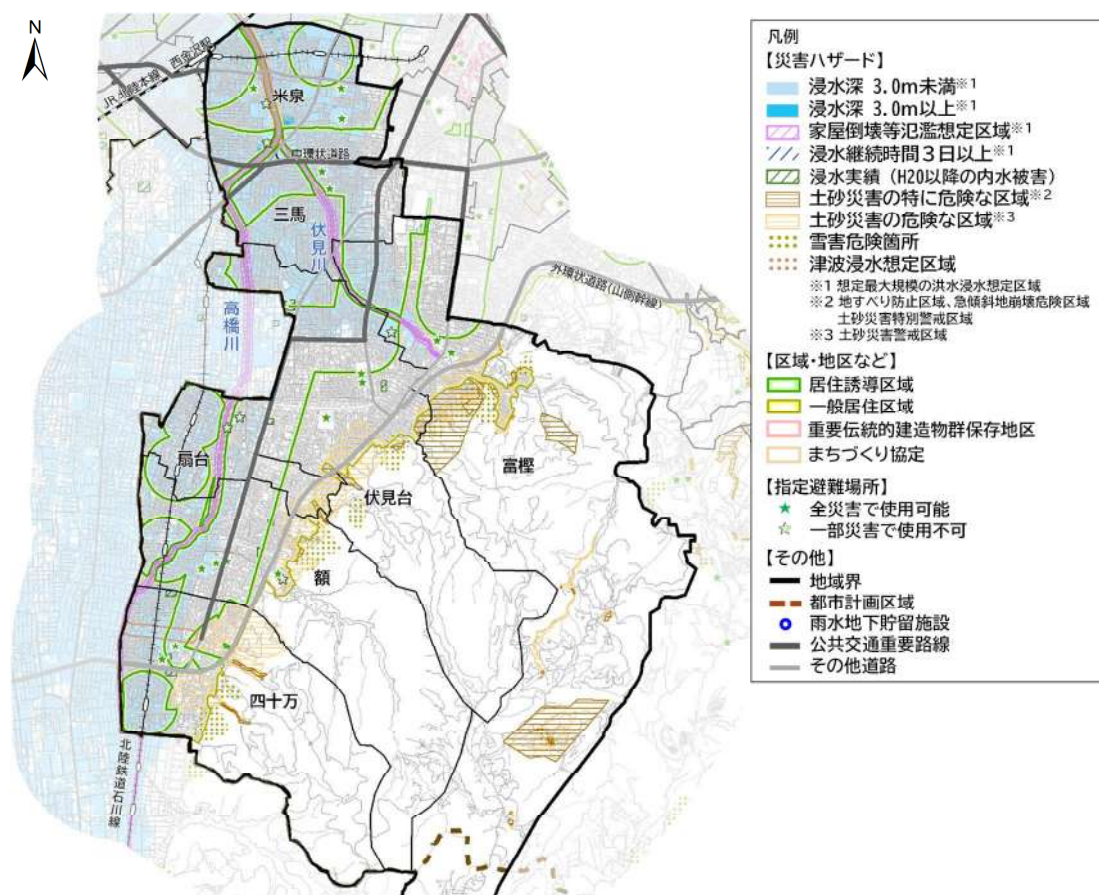 N
JR北陸本線
西金沢駅
米泉
中環状道路
三馬
伏見川
高橋川
外環状道路(山側幹線)
扇台
富樫
伏見台
額
四十万
北陸鉄道石川線
凡例
【災害ハザード】
浸水深 3.0m未満※1
浸水深 3.0m以上※1
家屋倒壊等氾濫想定区域※1
浸水継続時間3日以上※1
浸水実績(H20以降の内水被害)
土砂災害の特に危険な区域※2
土砂災害の危険な区域※3
雪害危険箇所
津波浸水想定区域
※1 想定最大規模の洪水浸水想定区域
※2 地すべり防止区域、急傾斜地崩壊危険区域
土砂災害特別警戒区域
※3 土砂災害警戒区域
【区域・地区など】
居住誘導区域
一般居住区域
重要伝統的建造物群保存地区
まちづくり協定
【指定避難場所】
全災害で使用可能
一部災害で使用不可
【その他】
地域界
都市計画区域
雨水地下貯留施設
公共交通重要路線
その他道路